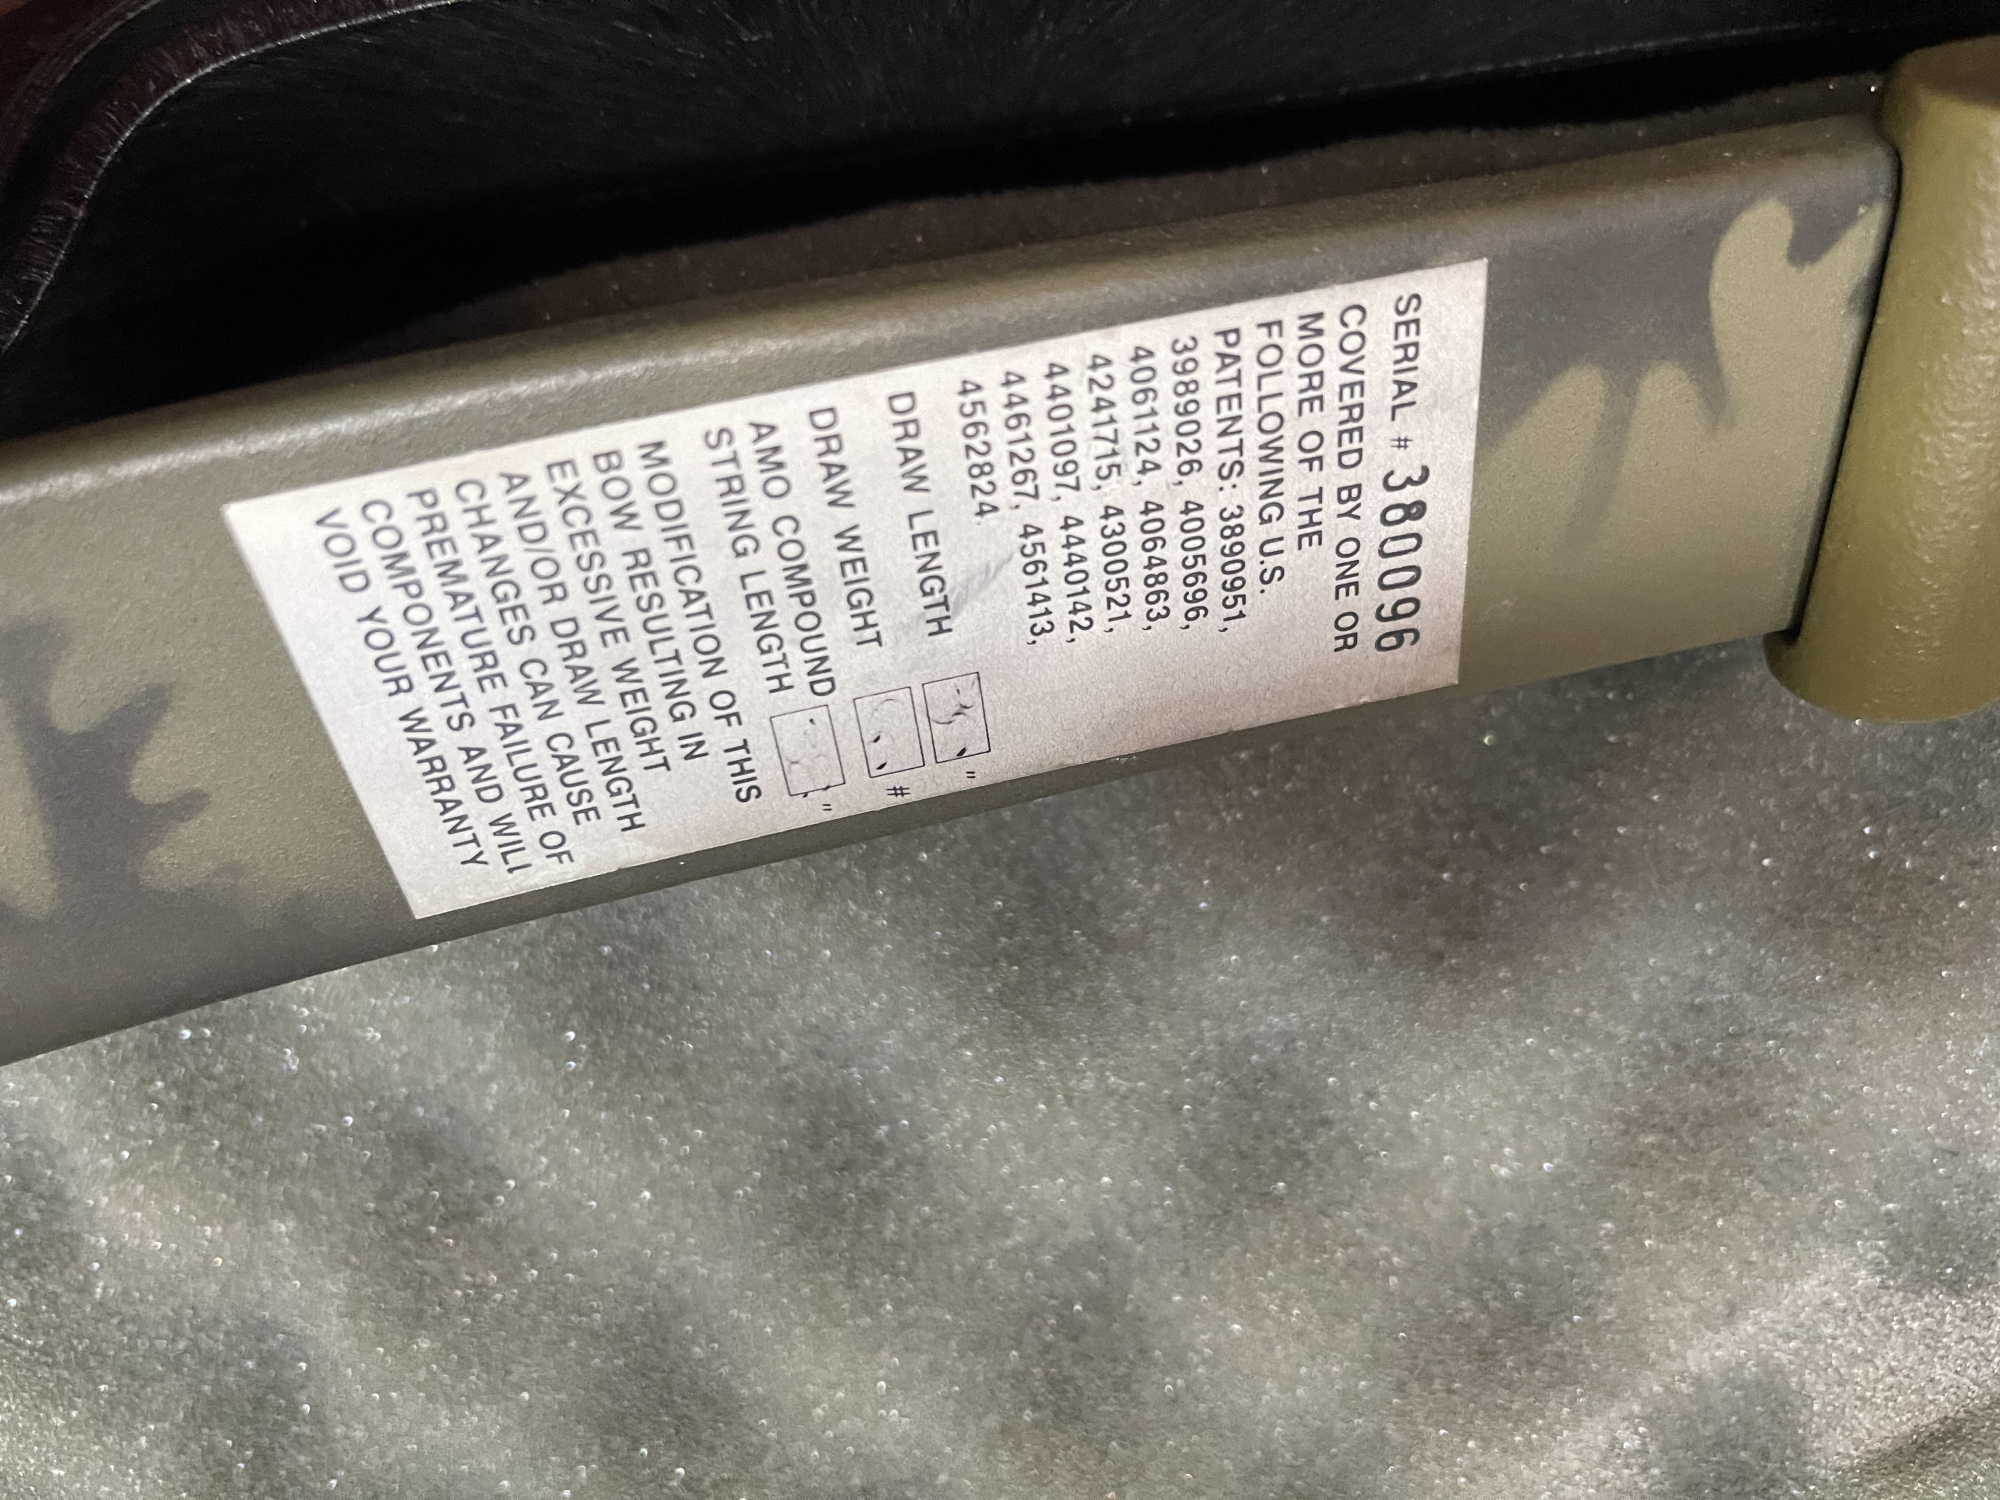 SERIAL # 380096
COVERED BY ONE OR
MORE OF THE
FOLLOWING U.S.
PATENTS: 3890951,
3989026, 4005696,
4061124, 4064863,
4241715, 4300521,
4401097, 4440142,
4461267, 4561413,
4562824.
DRAW LENGTH "
DRAW WEIGHT #
AMO COMPOUND
STRING LENGTH "
MODIFICATION OF THIS
BOW RESULTING IN
EXCESSIVE WEIGHT
AND/OR DRAW LENGTH
CHANGES CAN CAUSE
PREMATURE FAILURE OF
COMPONENTS AND WILL
VOID YOUR WARRANTY